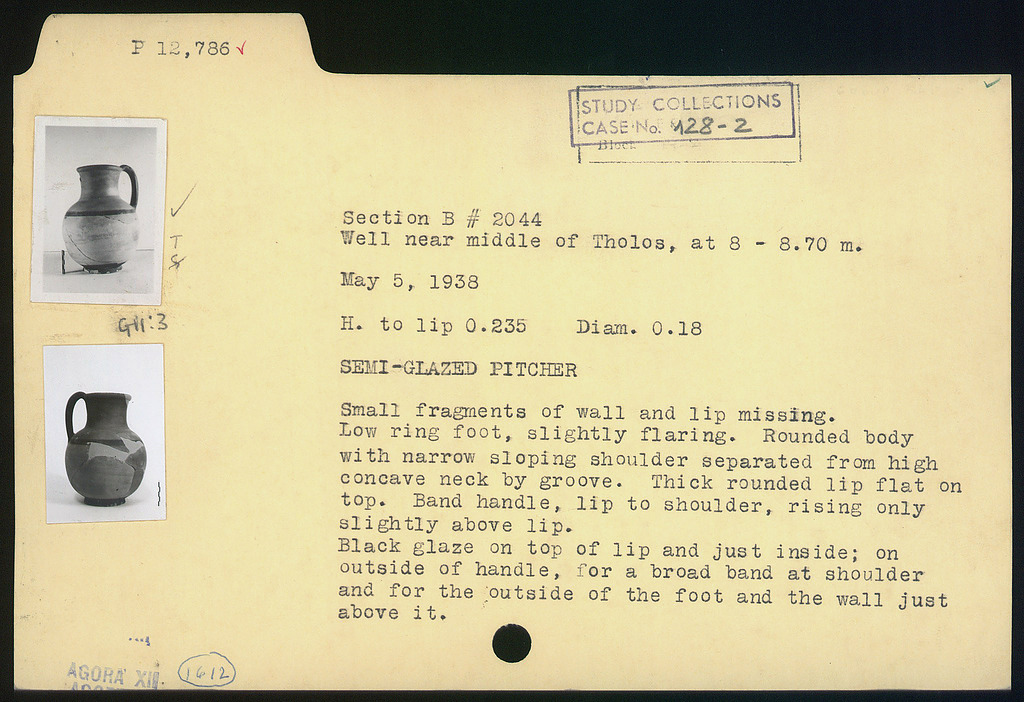 P 12,786 ✓
STUDY COLLECTIONS
CASE No. 128-2
Block
Section B # 2044
Well near middle of Tholos, at 8 - 8.70 m.
May 5, 1938
G11:3
H. to lip 0.235 Diam. 0.18
SEMI-GLAZED PITCHER
Small fragments of wall and lip missing.
Low ring foot, slightly flaring. Rounded body
with narrow sloping shoulder separated from high
concave neck by groove. Thick rounded lip flat on
top. Band handle, lip to shoulder, rising only
slightly above lip.
Black glaze on top of lip and just inside; on
outside of handle, for a broad band at shoulder
and for the outside of the foot and the wall just
above it.
AGORA XII 1612